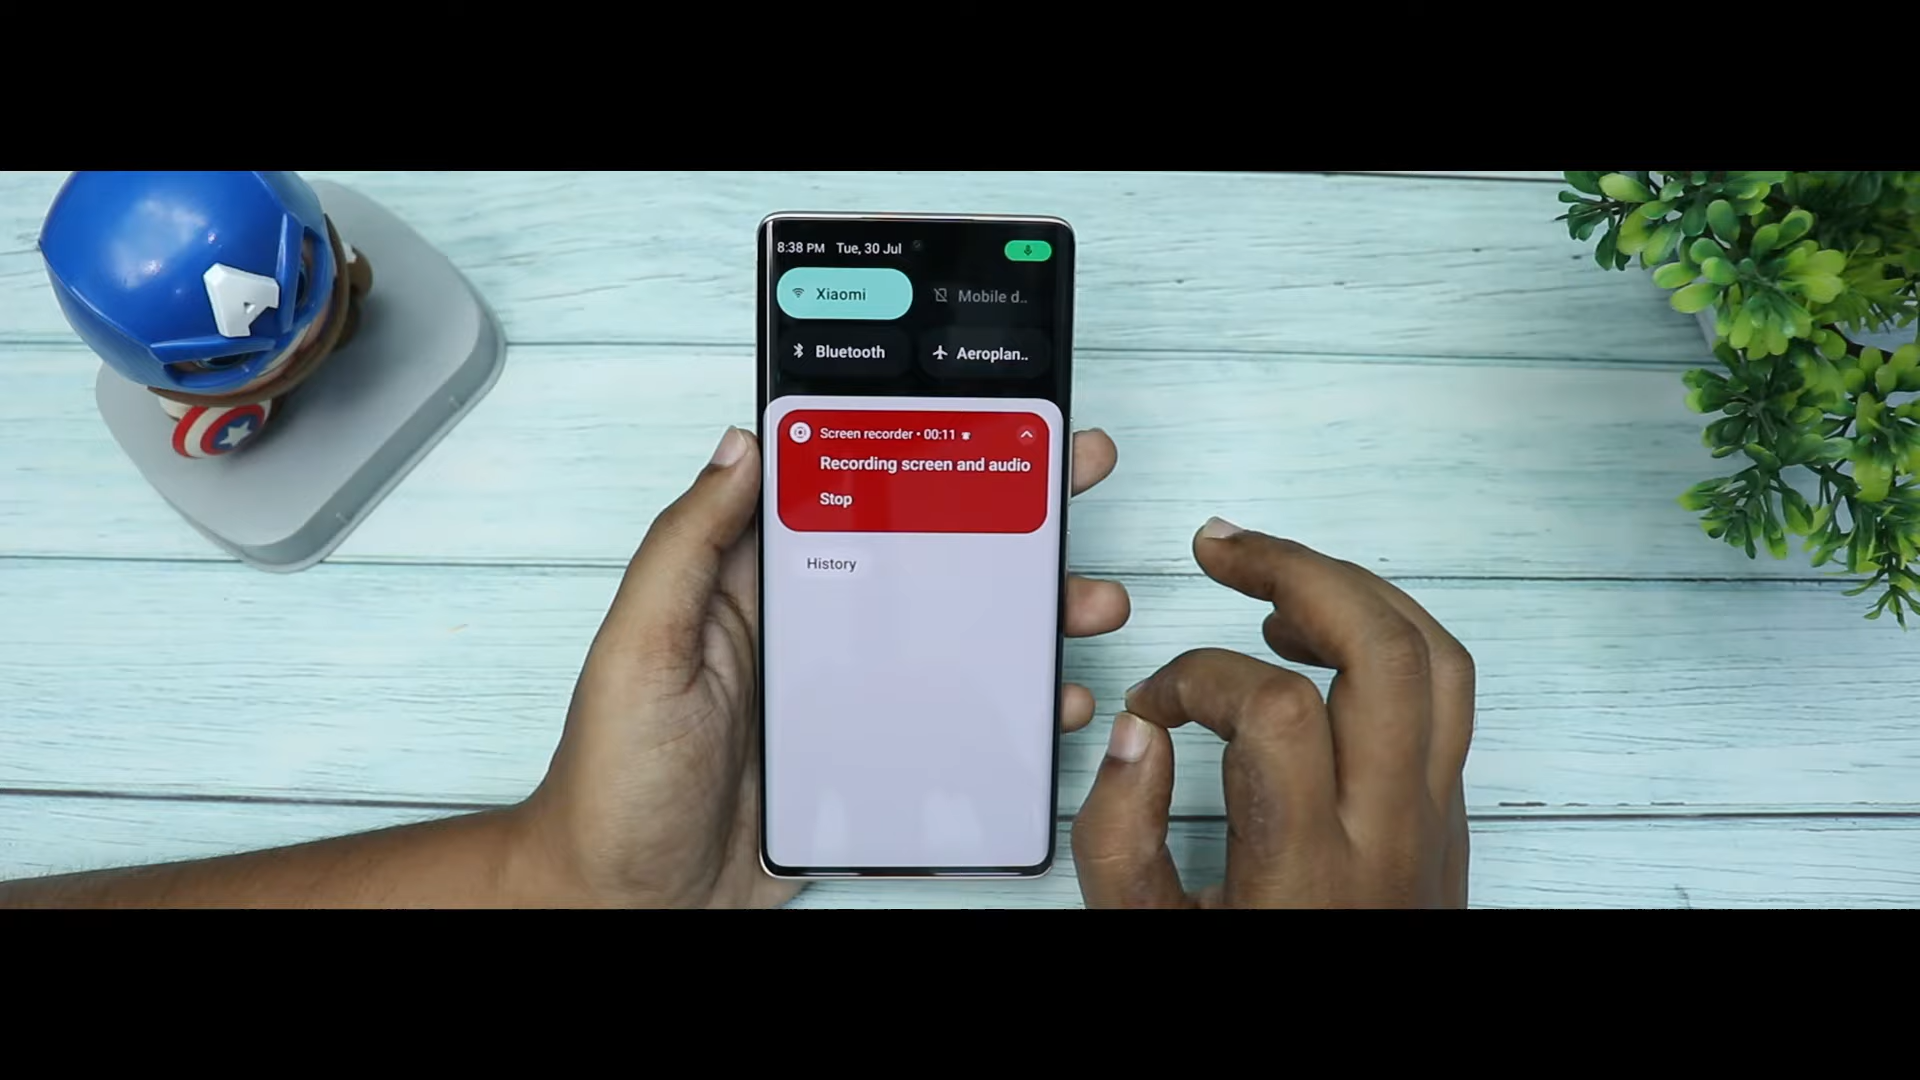 8:38 PM Tue, 30 Jul
Xiaomi
Mobile d..
Bluetooth
Aeroplan..
Screen recorder • 00:11
Recording screen and audio
Stop
History
A